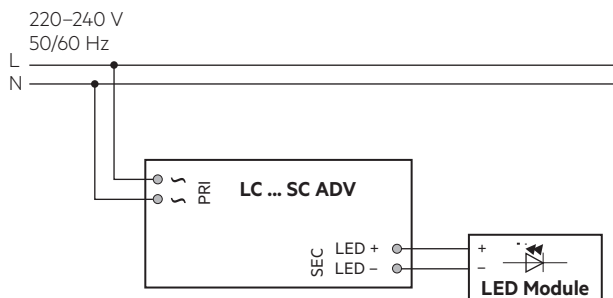 220–240 V
50/60 Hz
L
N
~ PRI LC ... SC ADV
~
SEC LED + +
LED – –
LED Module